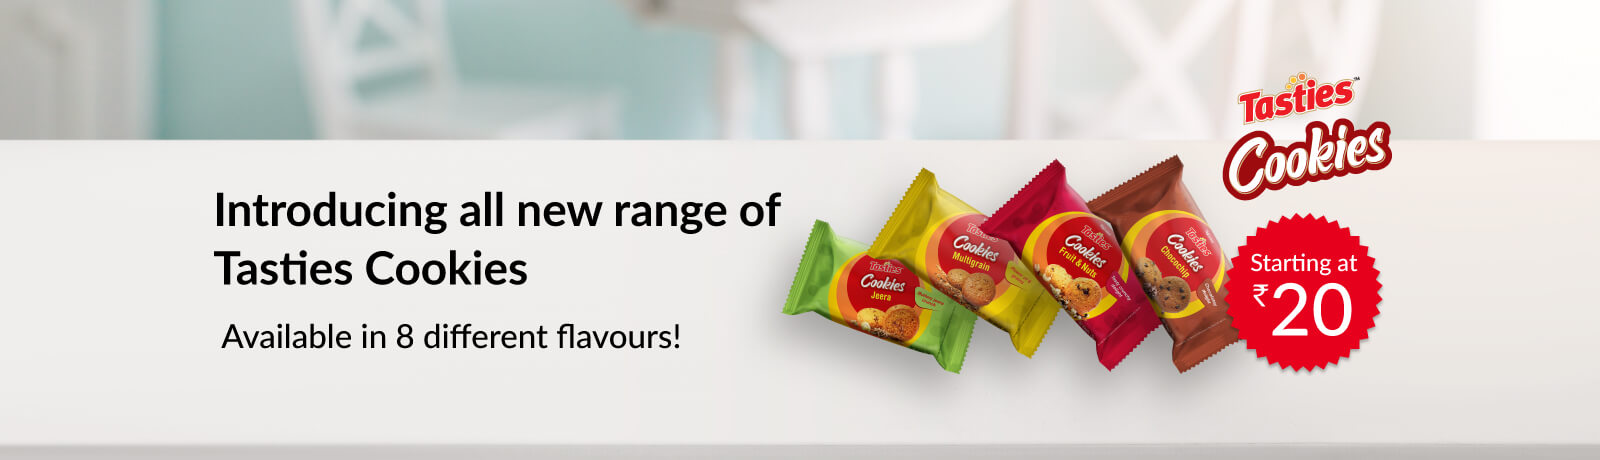 Introducing all new range of
Tasties Cookies
Available in 8 different flavours!
Tasties™
Cookies
Starting at
₹20
Tasties
Cookies
Jeera
Tasties
Cookies
Multigrain
Tasties
Cookies
Fruit & Nuts
Tasties
Cookies
Chocochip